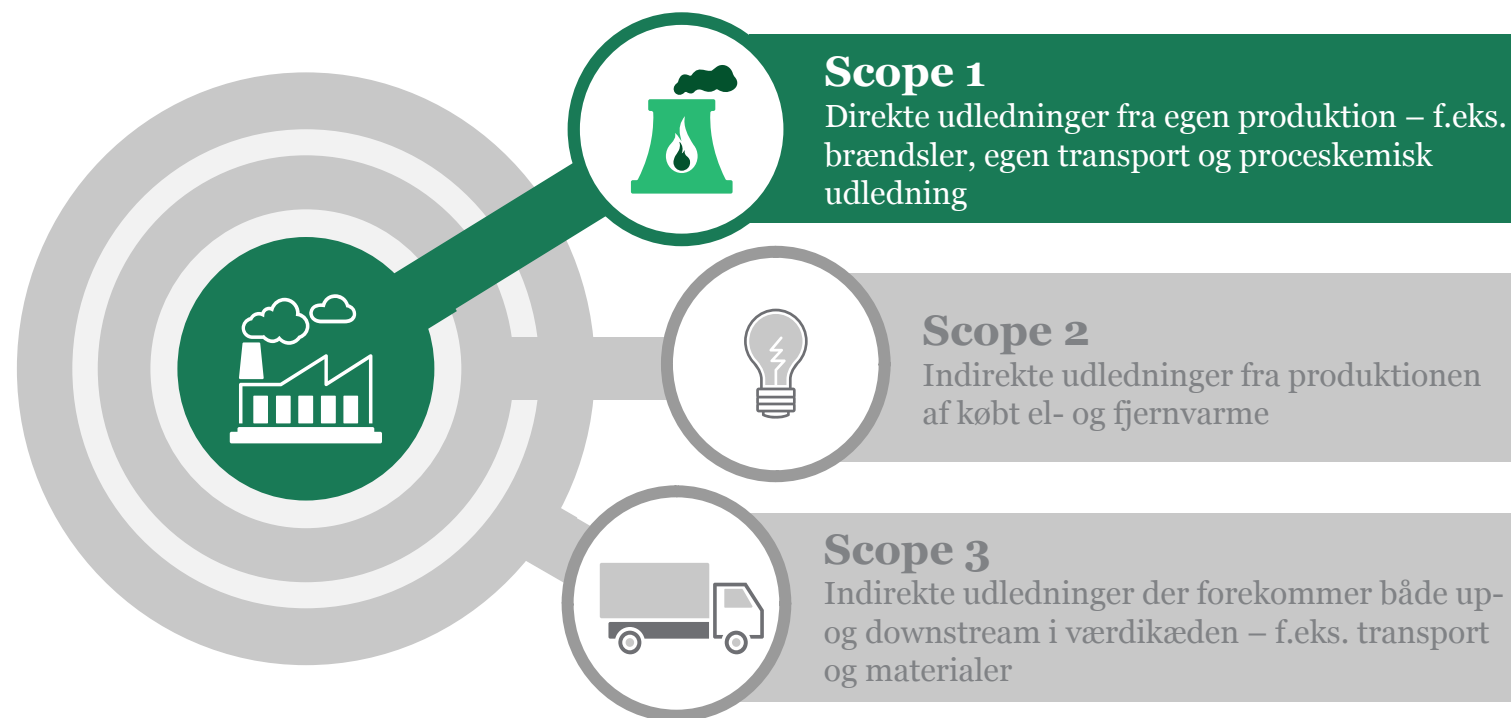 Scope 1
Direkte udledninger fra egen produktion – f.eks.
brændsler, egen transport og proceskemisk
udledning
Scope 2
Indirekte udledninger fra produktionen
af købt el- og fjernvarme
Scope 3
Indirekte udledninger der forekommer både up-
og downstream i værdikæden – f.eks. transport
og materialer